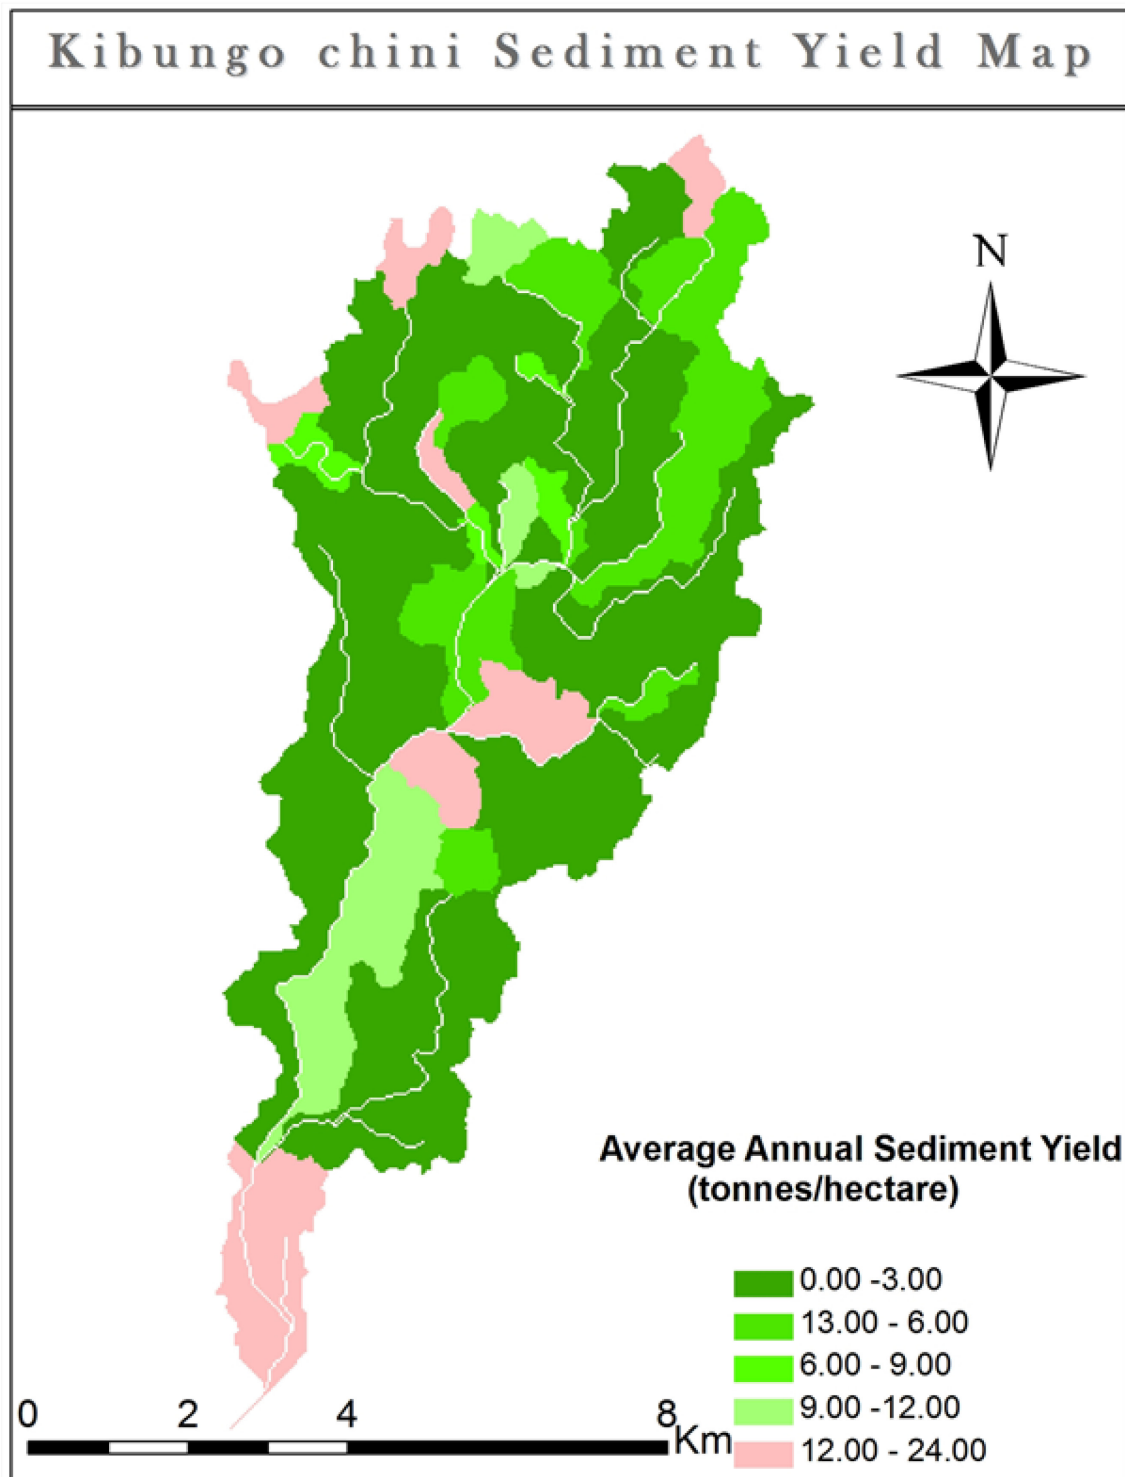 Kibungo chini Sediment Yield Map
N
Average Annual Sediment Yield
(tonnes/hectare)
0.00 -3.00
13.00 - 6.00
6.00 - 9.00
9.00 -12.00
12.00 - 24.00
0 2 4 8
Km